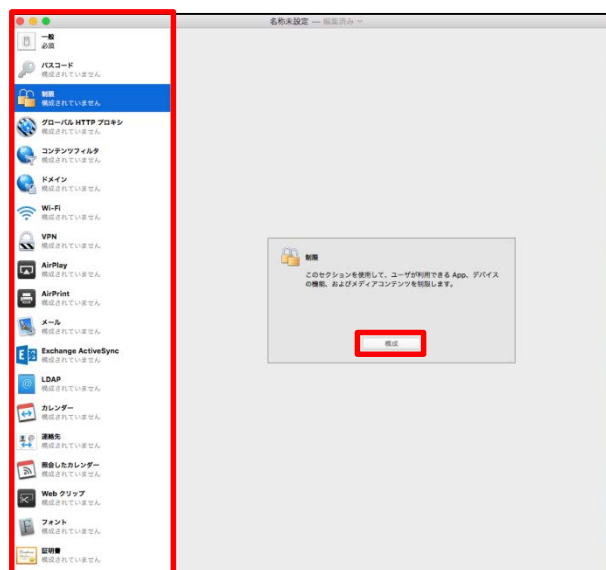 名称未設定 — 編集済み
一般
必須
パスコード
構成されていません
制限
構成されていません
グローバル HTTP プロキシ
構成されていません
コンテンツフィルタ
構成されていません
ドメイン
構成されていません
Wi-Fi
構成されていません
VPN
構成されていません
AirPlay
構成されていません
AirPrint
構成されていません
メール
構成されていません
Exchange ActiveSync
構成されていません
LDAP
構成されていません
カレンダー
構成されていません
連絡先
構成されていません
照会したカレンダー
構成されていません
Web クリップ
構成されていません
フォント
構成されていません
証明書
構成されていません
制限
このセクションを使用して、ユーザが利用できる App、デバイス
の機能、およびメディアコンテンツを制限します。
構成